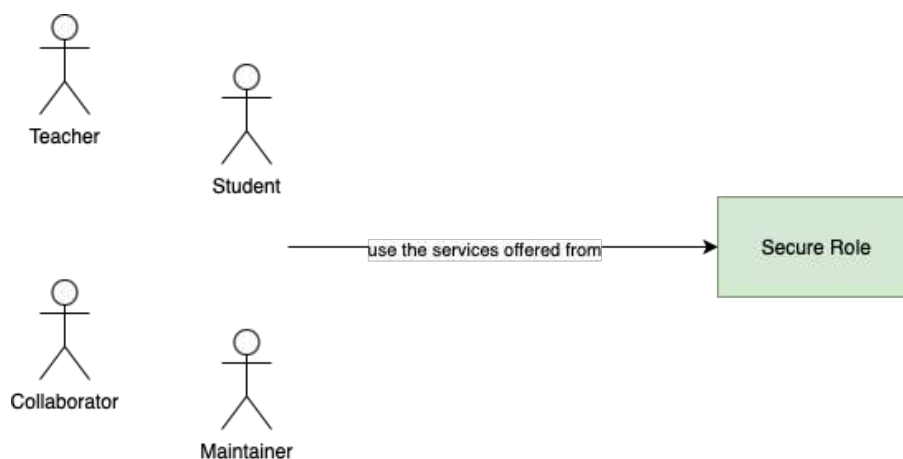 Teacher
Student
use the services offered from
Secure Role
Collaborator
Maintainer